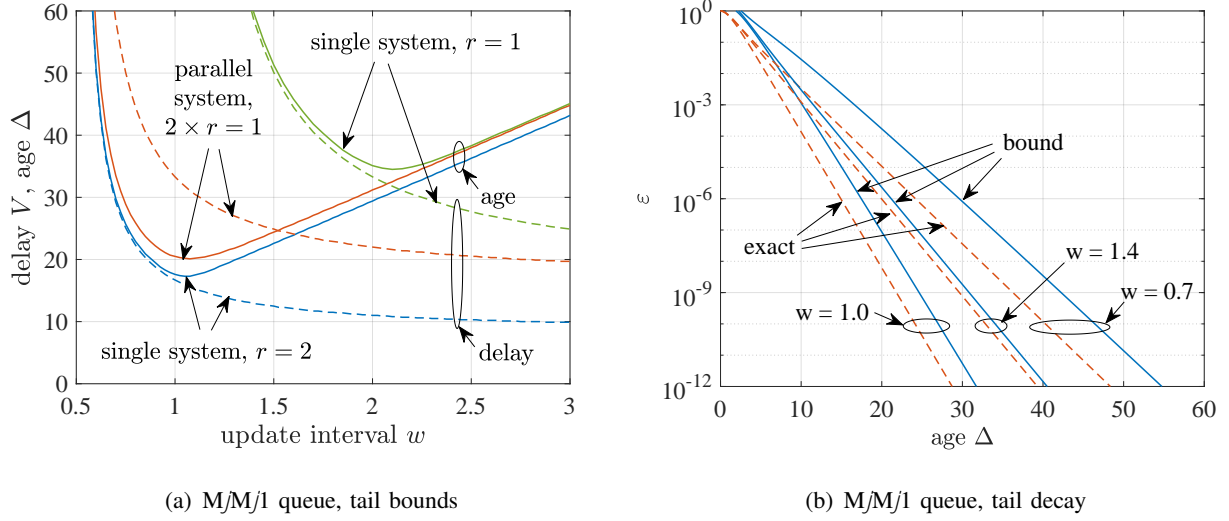 60
50
40
30
20
10
0
0.5
1
1.5
2
2.5
3
delay V, age Δ
update interval w
single system, r = 1
parallel
system,
2 × r = 1
age
single system, r = 2
delay
(a) M/M/1 queue, tail bounds
10^0
10^-3
10^-6
10^-9
10^-12
0
10
20
30
40
50
60
ε
age Δ
bound
exact
w = 1.4
w = 1.0
w = 0.7
(b) M/M/1 queue, tail decay